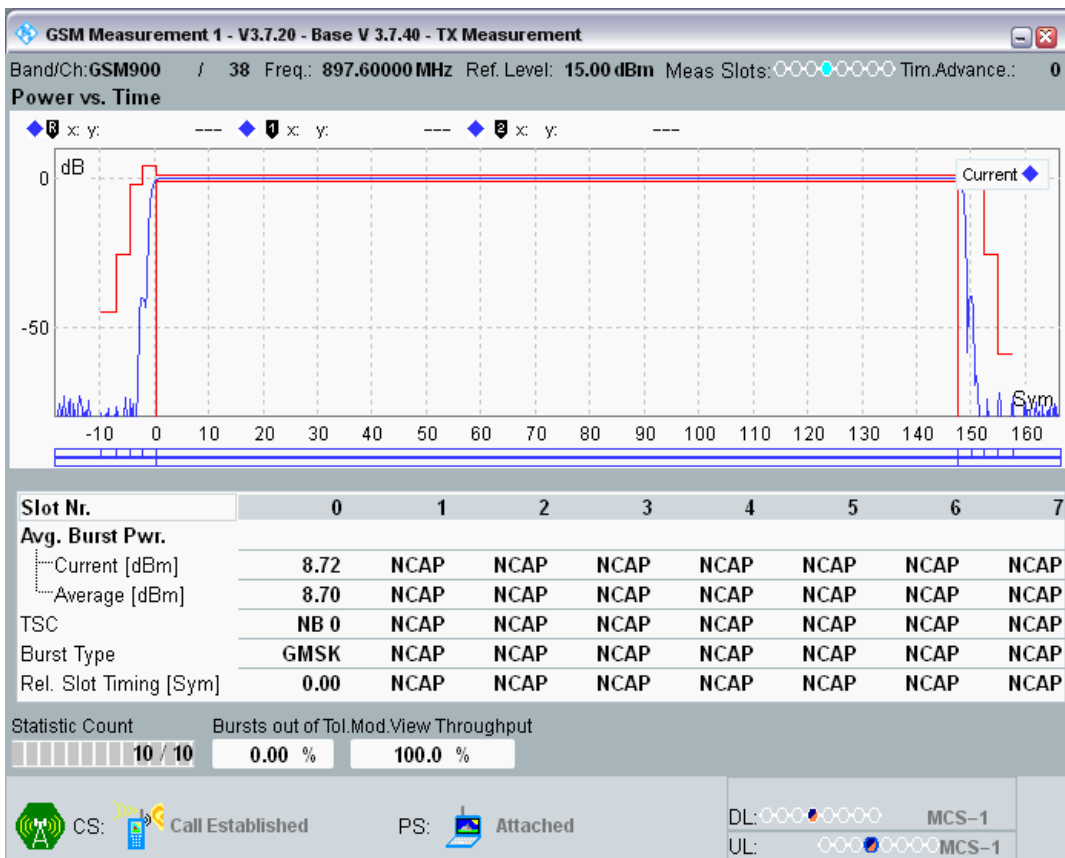 GSM Measurement 1 - V3.7.20 - Base V 3.7.40 - TX Measurement
Band/Ch:GSM900 / 38 Freq.: 897.60000 MHz Ref. Level: 15.00 dBm Meas Slots: Tim.Advance.: 0
Power vs. Time
R x: y: --- 1 x: y: --- 2 x: y: ---
dB
Current
0
-50
Sym
-10 0 10 20 30 40 50 60 70 80 90 100 110 120 130 140 150 160
Slot Nr. 0 1 2 3 4 5 6 7
Avg. Burst Pwr.
Current [dBm] 8.72 NCAP NCAP NCAP NCAP NCAP NCAP NCAP
Average [dBm] 8.70 NCAP NCAP NCAP NCAP NCAP NCAP NCAP
TSC NB 0 NCAP NCAP NCAP NCAP NCAP NCAP NCAP
Burst Type GMSK NCAP NCAP NCAP NCAP NCAP NCAP NCAP
Rel. Slot Timing [Sym] 0.00 NCAP NCAP NCAP NCAP NCAP NCAP NCAP
Statistic Count Bursts out of Tol.Mod.View Throughput
10 / 10 0.00 % 100.0 %
CS: Call Established PS: Attached
DL: MCS-1
UL: MCS-1